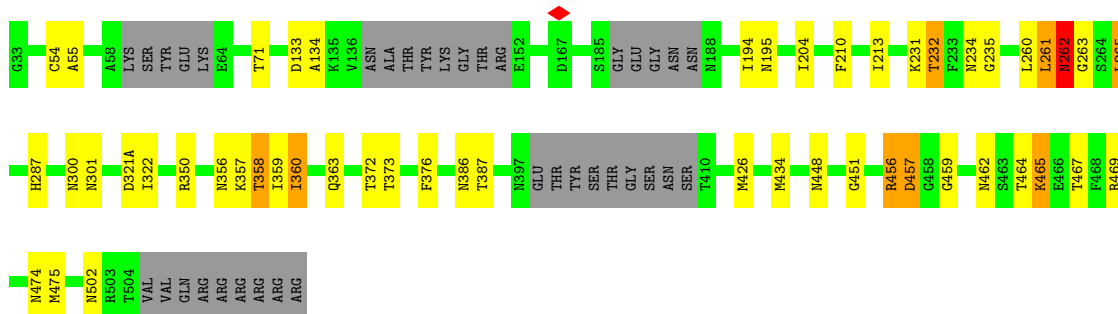 G33 C54 A55 A58 LYS SER TYR GLU LYS E64 T71 D133 A134 K135 V136 ASN ALA THR TYR LYS GLY THR ARG E152 D167 S185 GLY GLU GLY ASN ASN N188 I194 N195 I204 F210 I213 K231 T232 F233 N234 G235 L260 L261 N262 G263 S264
H287 N300 N301 D321A I322 R350 N356 K357 T358 I359 I360 Q363 T372 T373 F376 N386 T387 N397 GLU THR TYR SER THR GLY SER ASN SER T410 M426 M434 N448 G451 R456 D457 G458 G459 N462 S463 T464 K465 E466 T467 F468 R469
N474 M475 N502 R503 T504 VAL VAL GLN ARG ARG ARG ARG ARG ARG